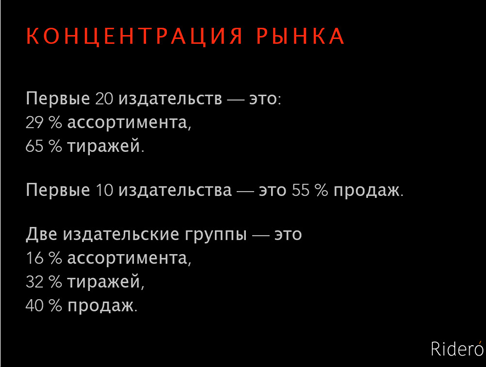 КОНЦЕНТРАЦИЯ РЫНКА
Первые 20 издательств — это:
29 % ассортимента,
65 % тиражей.
Первые 10 издательства — это 55 % продаж.
Две издательские группы — это
16 % ассортимента,
32 % тиражей,
40 % продаж.
Rideró